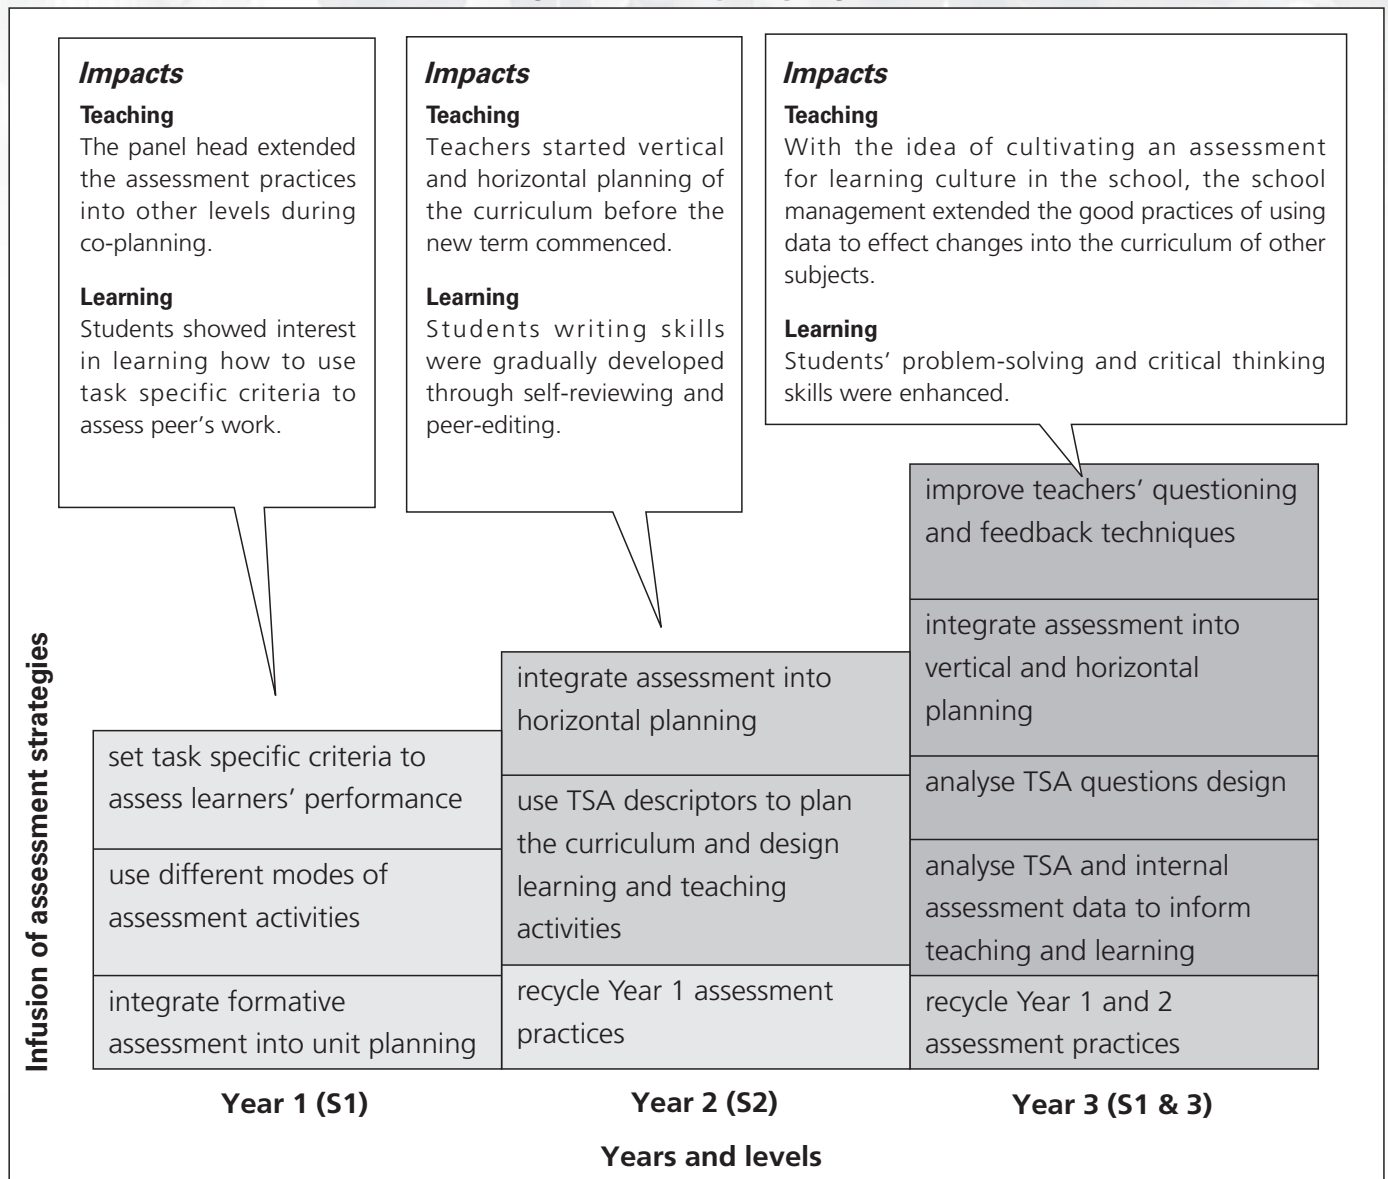 Impacts
Teaching
The panel head extended
the assessment practices
into other levels during
co-planning.
Learning
Students showed interest
in learning how to use
task specific criteria to
assess peer's work.
Impacts
Teaching
Teachers started vertical
and horizontal planning of
the curriculum before the
new term commenced.
Learning
Students writing skills
were gradually developed
through self-reviewing and
peer-editing.
Impacts
Teaching
With the idea of cultivating an assessment
for learning culture in the school, the school
management extended the good practices of using
data to effect changes into the curriculum of other
subjects.
Learning
Students' problem-solving and critical thinking
skills were enhanced.
Infusion of assessment strategies
set task specific criteria to
assess learners' performance
use different modes of
assessment activities
integrate formative
assessment into unit planning
integrate assessment into
horizontal planning
use TSA descriptors to plan
the curriculum and design
learning and teaching
activities
recycle Year 1 assessment
practices
improve teachers' questioning
and feedback techniques
integrate assessment into
vertical and horizontal
planning
analyse TSA questions design
analyse TSA and internal
assessment data to inform
teaching and learning
recycle Year 1 and 2
assessment practices
Year 1 (S1)
Year 2 (S2)
Year 3 (S1 & 3)
Years and levels